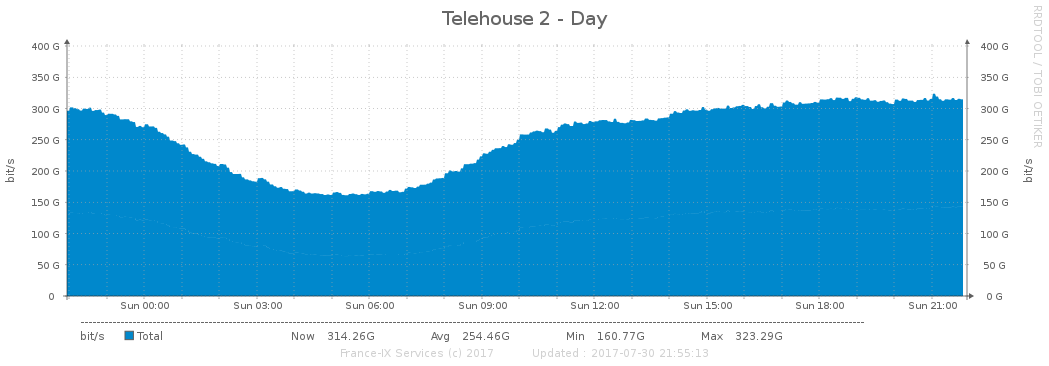 Telehouse 2 - Day
RRDTOOL / TOBI OETIKER
400 G 400 G
350 G 350 G
300 G 300 G
250 G 250 G
200 G 200 G
150 G 150 G
100 G 100 G
50 G 50 G
0 0 G
bit/s bit/s
Sun 00:00 Sun 03:00 Sun 06:00 Sun 09:00 Sun 12:00 Sun 15:00 Sun 18:00 Sun 21:00
bit/s Total Now 314.26G Avg 254.46G Min 160.77G Max 323.29G
France-IX Services (c) 2017 Updated : 2017-07-30 21:55:13